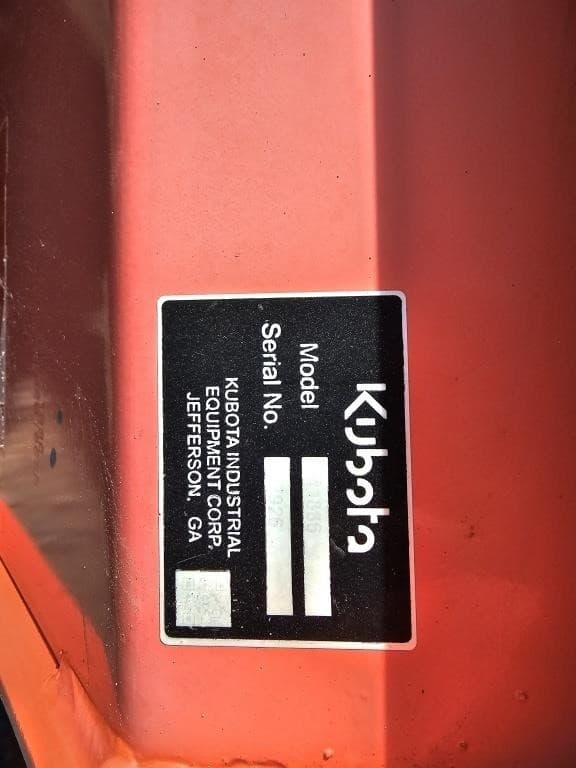 Kubota
Model
Serial No.
KUBOTA INDUSTRIAL
EQUIPMENT CORP.
JEFFERSON, GA